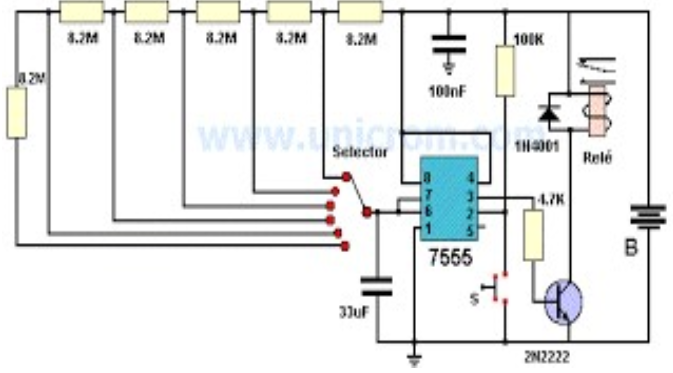 8.2M 8.2M 8.2M 8.2M 8.2M
8.2M
100K
100nF
1N4001
Relé
www.unicrom.com
Selector
8 4
7 3
6 2
1 5
4.7K
7555
33uF
S
B
2N2222